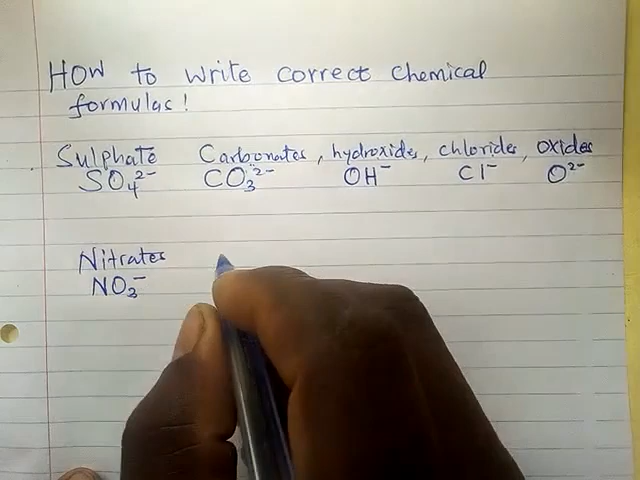 How to write correct chemical
formulas!
Sulphate Carbonates, hydroxides, chlorides, oxides
SO₄²⁻ CO₃²⁻ OH⁻ Cl⁻ O²⁻
Nitrates
NO₃⁻